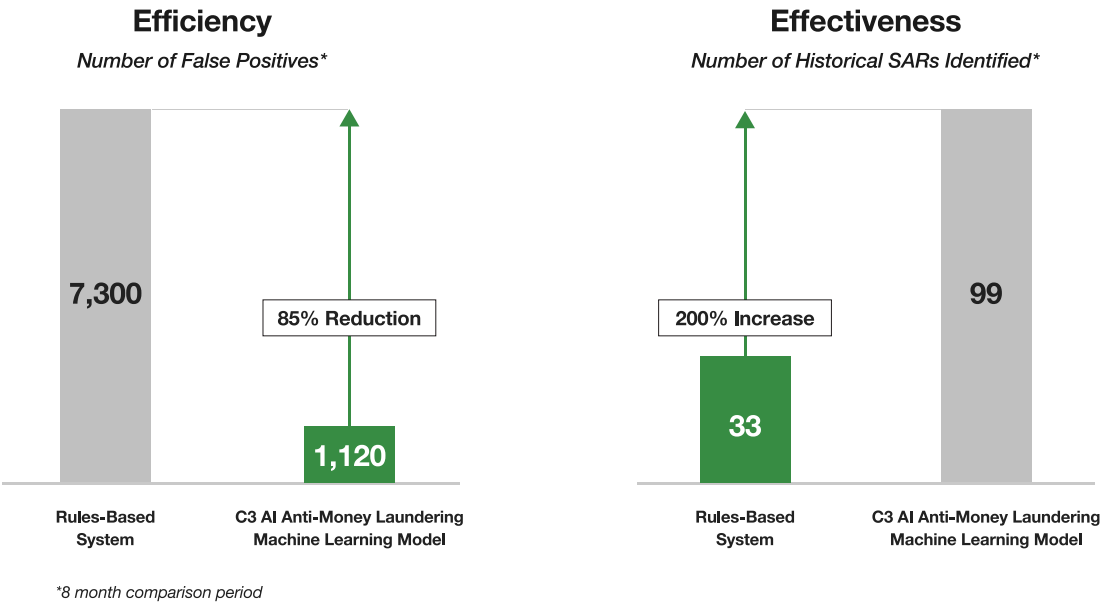 Efficiency
Number of False Positives*
7,300
85% Reduction
1,120
Rules-Based
System
C3 AI Anti-Money Laundering
Machine Learning Model
Effectiveness
Number of Historical SARs Identified*
200% Increase
33
99
Rules-Based
System
C3 AI Anti-Money Laundering
Machine Learning Model
*8 month comparison period